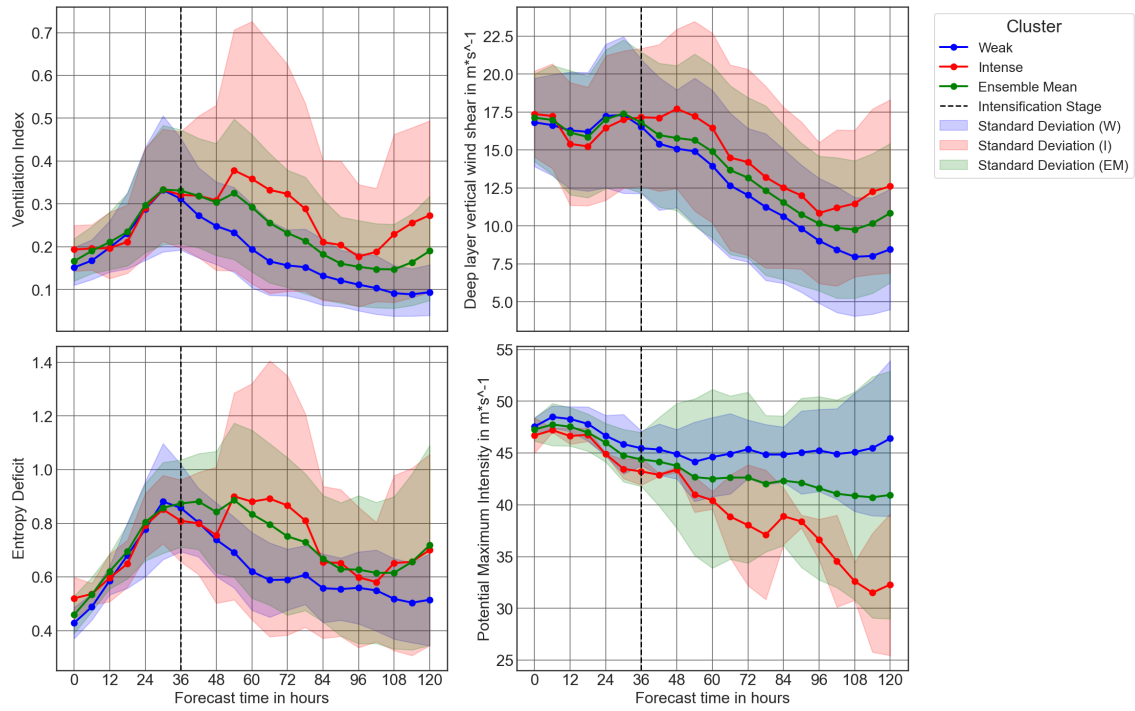 Ventilation Index
0.7
0.6
0.5
0.4
0.3
0.2
0.1
Deep layer vertical wind shear in m*s^-1
22.5
20.0
17.5
15.0
12.5
10.0
7.5
5.0
Cluster
Weak
Intense
Ensemble Mean
Intensification Stage
Standard Deviation (W)
Standard Deviation (I)
Standard Deviation (EM)
Entropy Deficit
1.4
1.2
1.0
0.8
0.6
0.4
0 12 24 36 48 60 72 84 96 108 120
Forecast time in hours
Potential Maximum Intensity in m*s^-1
55
50
45
40
35
30
25
0 12 24 36 48 60 72 84 96 108 120
Forecast time in hours